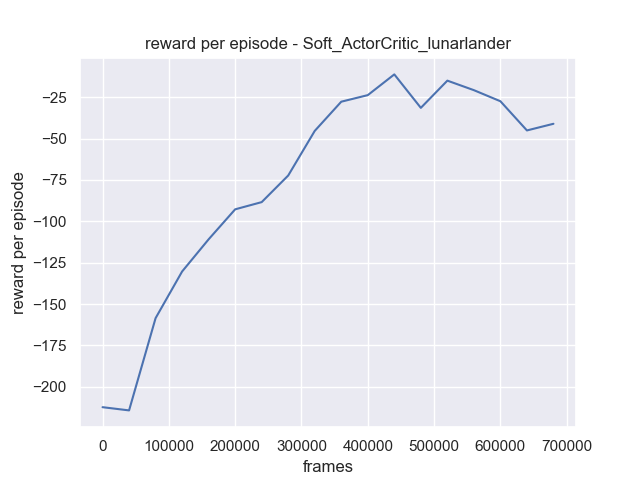 reward per episode - Soft_ActorCritic_lunarlander
−25
−50
−75
−100
−125
−150
−175
−200
reward per episode
0 100000 200000 300000 400000 500000 600000 700000
frames